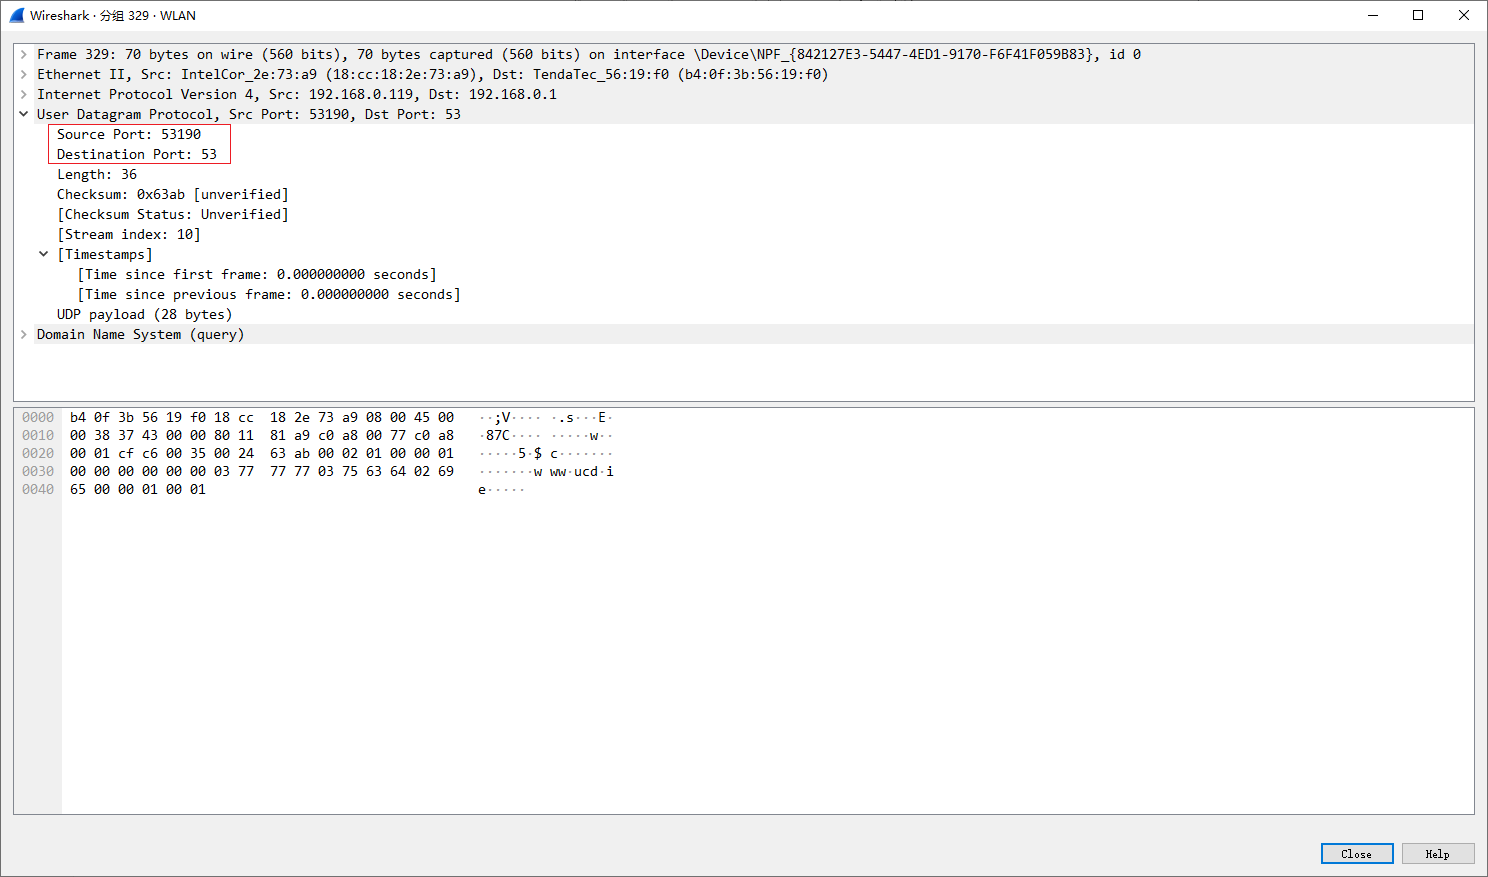 Wireshark · 分组 329 · WLAN
Frame 329: 70 bytes on wire (560 bits), 70 bytes captured (560 bits) on interface \Device\NPF_{842127E3-5447-4ED1-9170-F6F41F059B83}, id 0
Ethernet II, Src: IntelCor_2e:73:a9 (18:cc:18:2e:73:a9), Dst: TendaTec_56:19:f0 (b4:0f:3b:56:19:f0)
Internet Protocol Version 4, Src: 192.168.0.119, Dst: 192.168.0.1
User Datagram Protocol, Src Port: 53190, Dst Port: 53
Source Port: 53190
Destination Port: 53
Length: 36
Checksum: 0x63ab [unverified]
[Checksum Status: Unverified]
[Stream index: 10]
[Timestamps]
[Time since first frame: 0.000000000 seconds]
[Time since previous frame: 0.000000000 seconds]
UDP payload (28 bytes)
Domain Name System (query)
0000 b4 0f 3b 56 19 f0 18 cc 18 2e 73 a9 08 00 45 00 ··;V···· ·.s···E·
0010 00 38 37 43 00 00 80 11 81 a9 c0 a8 00 77 c0 a8 ·87C···· ·····w··
0020 00 01 cf c6 00 35 00 24 63 ab 00 02 01 00 00 01 ·····5·$ c·······
0030 00 00 00 00 00 00 03 77 77 77 03 75 63 64 02 69 ·······w ww·ucd·i
0040 65 00 00 01 00 01 e·····
Close
Help